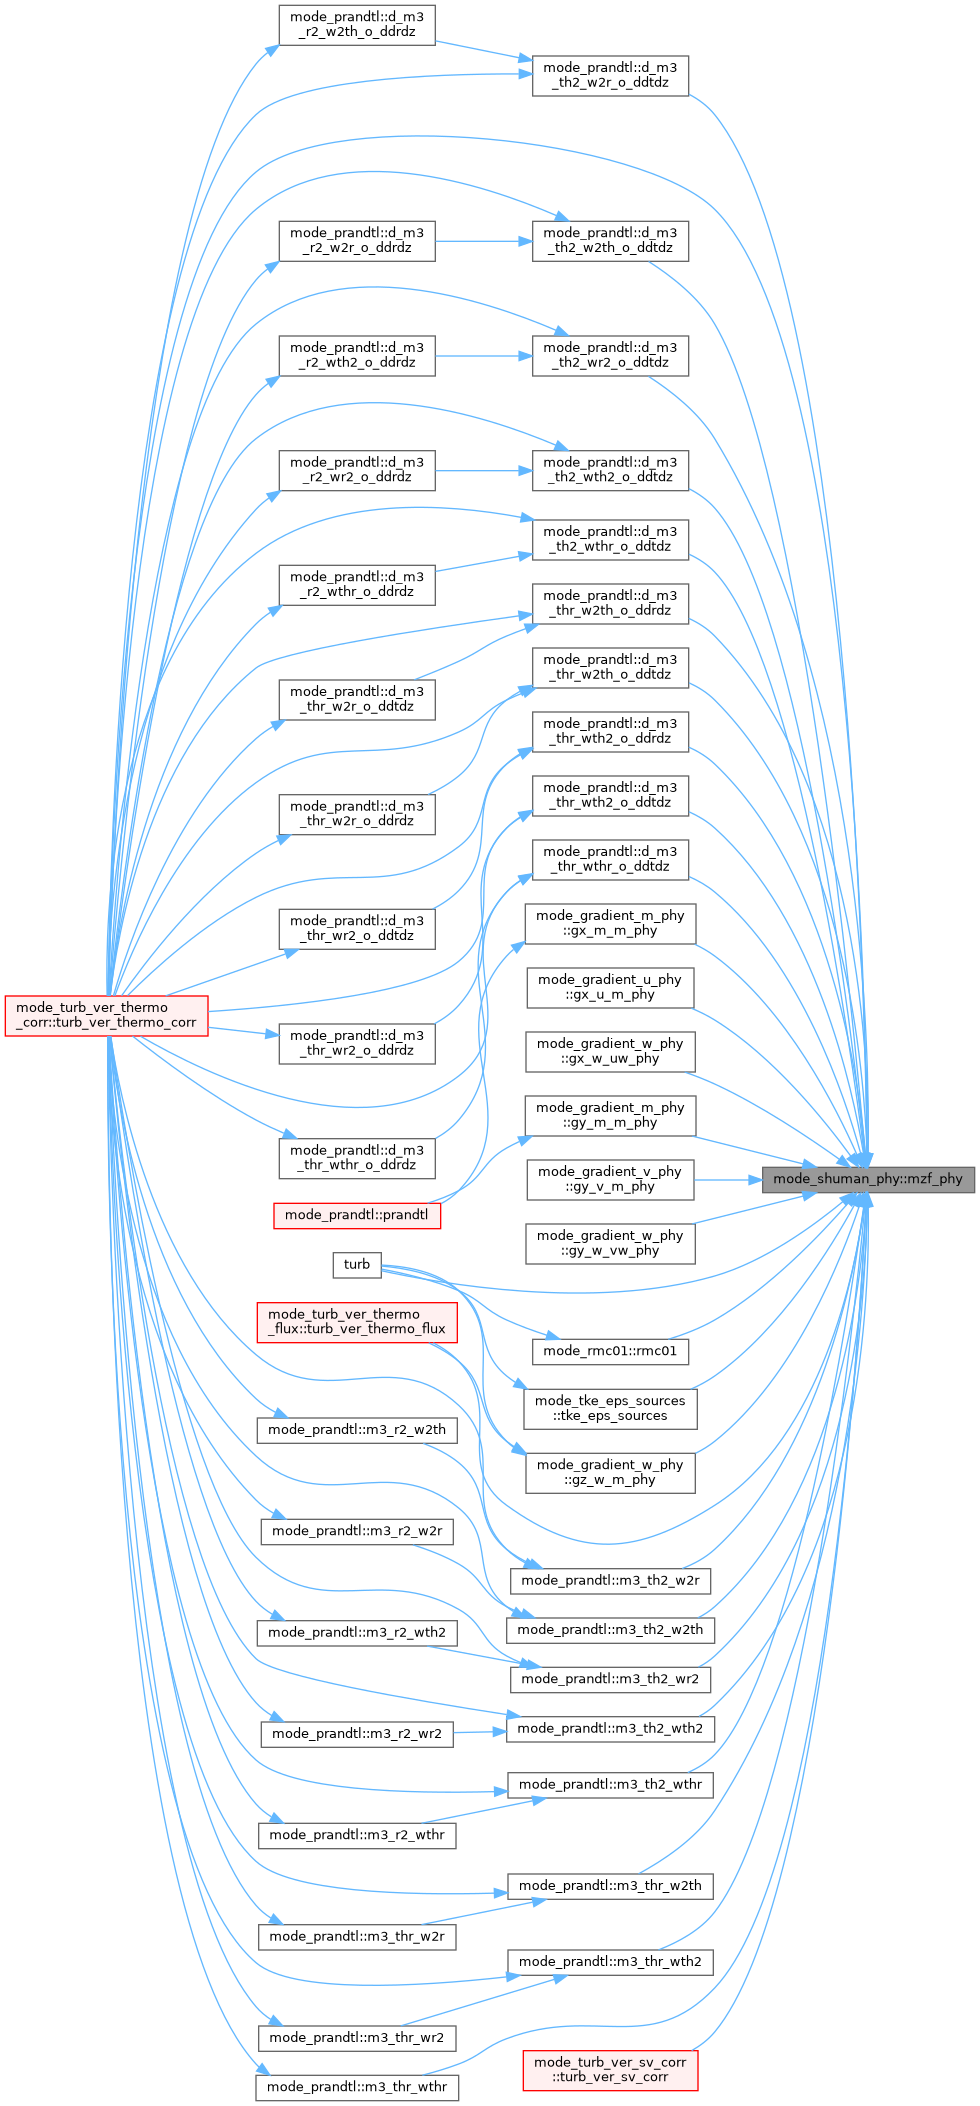 mode_prandtl::d_m3
_r2_w2th_o_ddrdz
mode_prandtl::d_m3
_th2_w2r_o_ddtdz
mode_prandtl::d_m3
_r2_w2r_o_ddrdz
mode_prandtl::d_m3
_th2_w2th_o_ddtdz
mode_prandtl::d_m3
_r2_wth2_o_ddrdz
mode_prandtl::d_m3
_th2_wr2_o_ddtdz
mode_prandtl::d_m3
_r2_wr2_o_ddrdz
mode_prandtl::d_m3
_th2_wth2_o_ddtdz
mode_prandtl::d_m3
_th2_wthr_o_ddtdz
mode_prandtl::d_m3
_r2_wthr_o_ddrdz
mode_prandtl::d_m3
_thr_w2th_o_ddrdz
mode_prandtl::d_m3
_thr_w2th_o_ddtdz
mode_prandtl::d_m3
_thr_w2r_o_ddtdz
mode_prandtl::d_m3
_thr_wth2_o_ddrdz
mode_prandtl::d_m3
_thr_w2r_o_ddrdz
mode_prandtl::d_m3
_thr_wth2_o_ddtdz
mode_prandtl::d_m3
_thr_wthr_o_ddtdz
mode_prandtl::d_m3
_thr_wr2_o_ddtdz
mode_gradient_m_phy
::gx_m_m_phy
mode_gradient_u_phy
::gx_u_m_phy
mode_turb_ver_thermo
_corr::turb_ver_thermo_corr
mode_prandtl::d_m3
_thr_wr2_o_ddrdz
mode_gradient_w_phy
::gx_w_uw_phy
mode_gradient_m_phy
::gy_m_m_phy
mode_prandtl::d_m3
_thr_wthr_o_ddrdz
mode_gradient_v_phy
::gy_v_m_phy
mode_shuman_phy::mzf_phy
mode_prandtl::prandtl
mode_gradient_w_phy
::gy_w_vw_phy
turb
mode_turb_ver_thermo
_flux::turb_ver_thermo_flux
mode_rmc01::rmc01
mode_tke_eps_sources
::tke_eps_sources
mode_prandtl::m3_r2_w2th
mode_gradient_w_phy
::gz_w_m_phy
mode_prandtl::m3_r2_w2r
mode_prandtl::m3_th2_w2r
mode_prandtl::m3_r2_wth2
mode_prandtl::m3_th2_w2th
mode_prandtl::m3_th2_wr2
mode_prandtl::m3_r2_wr2
mode_prandtl::m3_th2_wth2
mode_prandtl::m3_th2_wthr
mode_prandtl::m3_r2_wthr
mode_prandtl::m3_thr_w2th
mode_prandtl::m3_thr_w2r
mode_prandtl::m3_thr_wth2
mode_prandtl::m3_thr_wr2
mode_turb_ver_sv_corr
::turb_ver_sv_corr
mode_prandtl::m3_thr_wthr